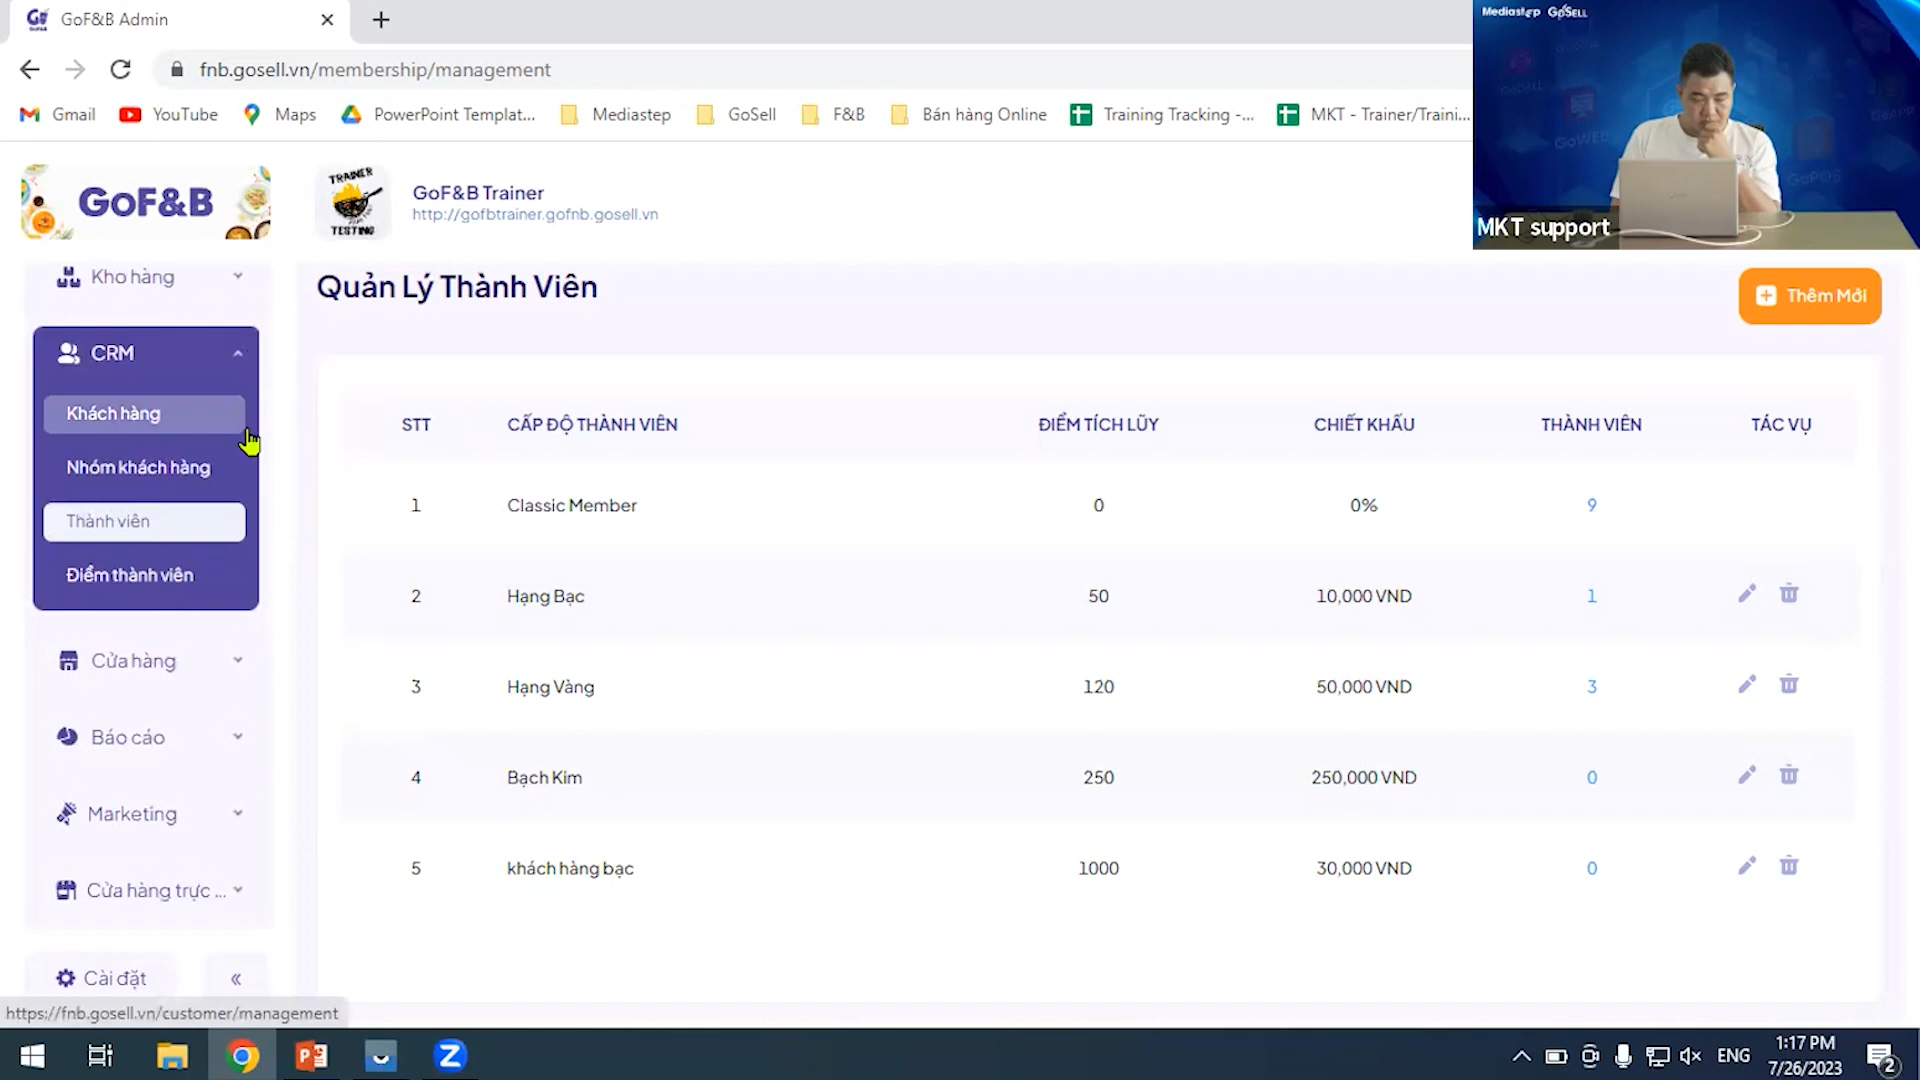 GoF&B Admin
fnb.gosell.vn/membership/management
Gmail
YouTube
Maps
PowerPoint Templat...
Mediastep
GoSell
F&B
Bán hàng Online
Training Tracking -...
MKT - Trainer/Traini...
Mediastep GoSELL
MKT support
GoF&B
TRAINER
TESTING
GoF&B Trainer
http://gofbtrainer.gofnb.gosell.vn
Kho hàng
CRM
Khách hàng
Nhóm khách hàng
Thành viên
Điểm thành viên
Cửa hàng
Báo cáo
Marketing
Cửa hàng trực ...
Cài đặt
Quản Lý Thành Viên
Thêm Mới
STT CẤP ĐỘ THÀNH VIÊN ĐIỂM TÍCH LŨY CHIẾT KHẤU THÀNH VIÊN TÁC VỤ
1 Classic Member 0 0% 9
2 Hạng Bạc 50 10,000 VND 1
3 Hạng Vàng 120 50,000 VND 3
4 Bạch Kim 250 250,000 VND 0
5 khách hàng bạc 1000 30,000 VND 0
https://fnb.gosell.vn/customer/management
ENG
1:17 PM
7/26/2023
2